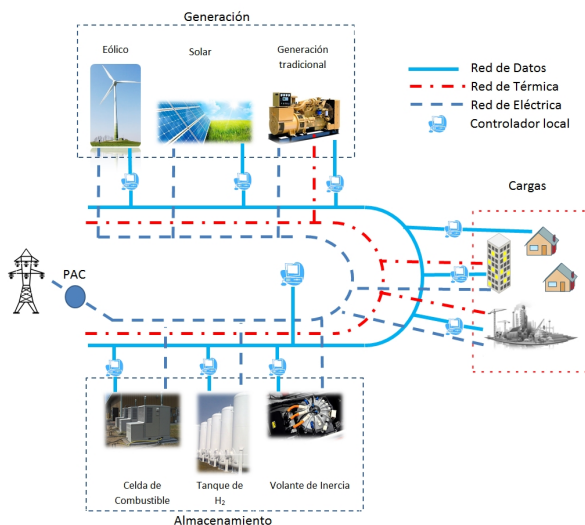 Generación
Eólico
Solar
Generación
tradicional
Red de Datos
Red de Térmica
Red de Eléctrica
Controlador local
Cargas
PAC
Celda de
Combustible
Tanque de
H₂
Volante de Inercia
Almacenamiento